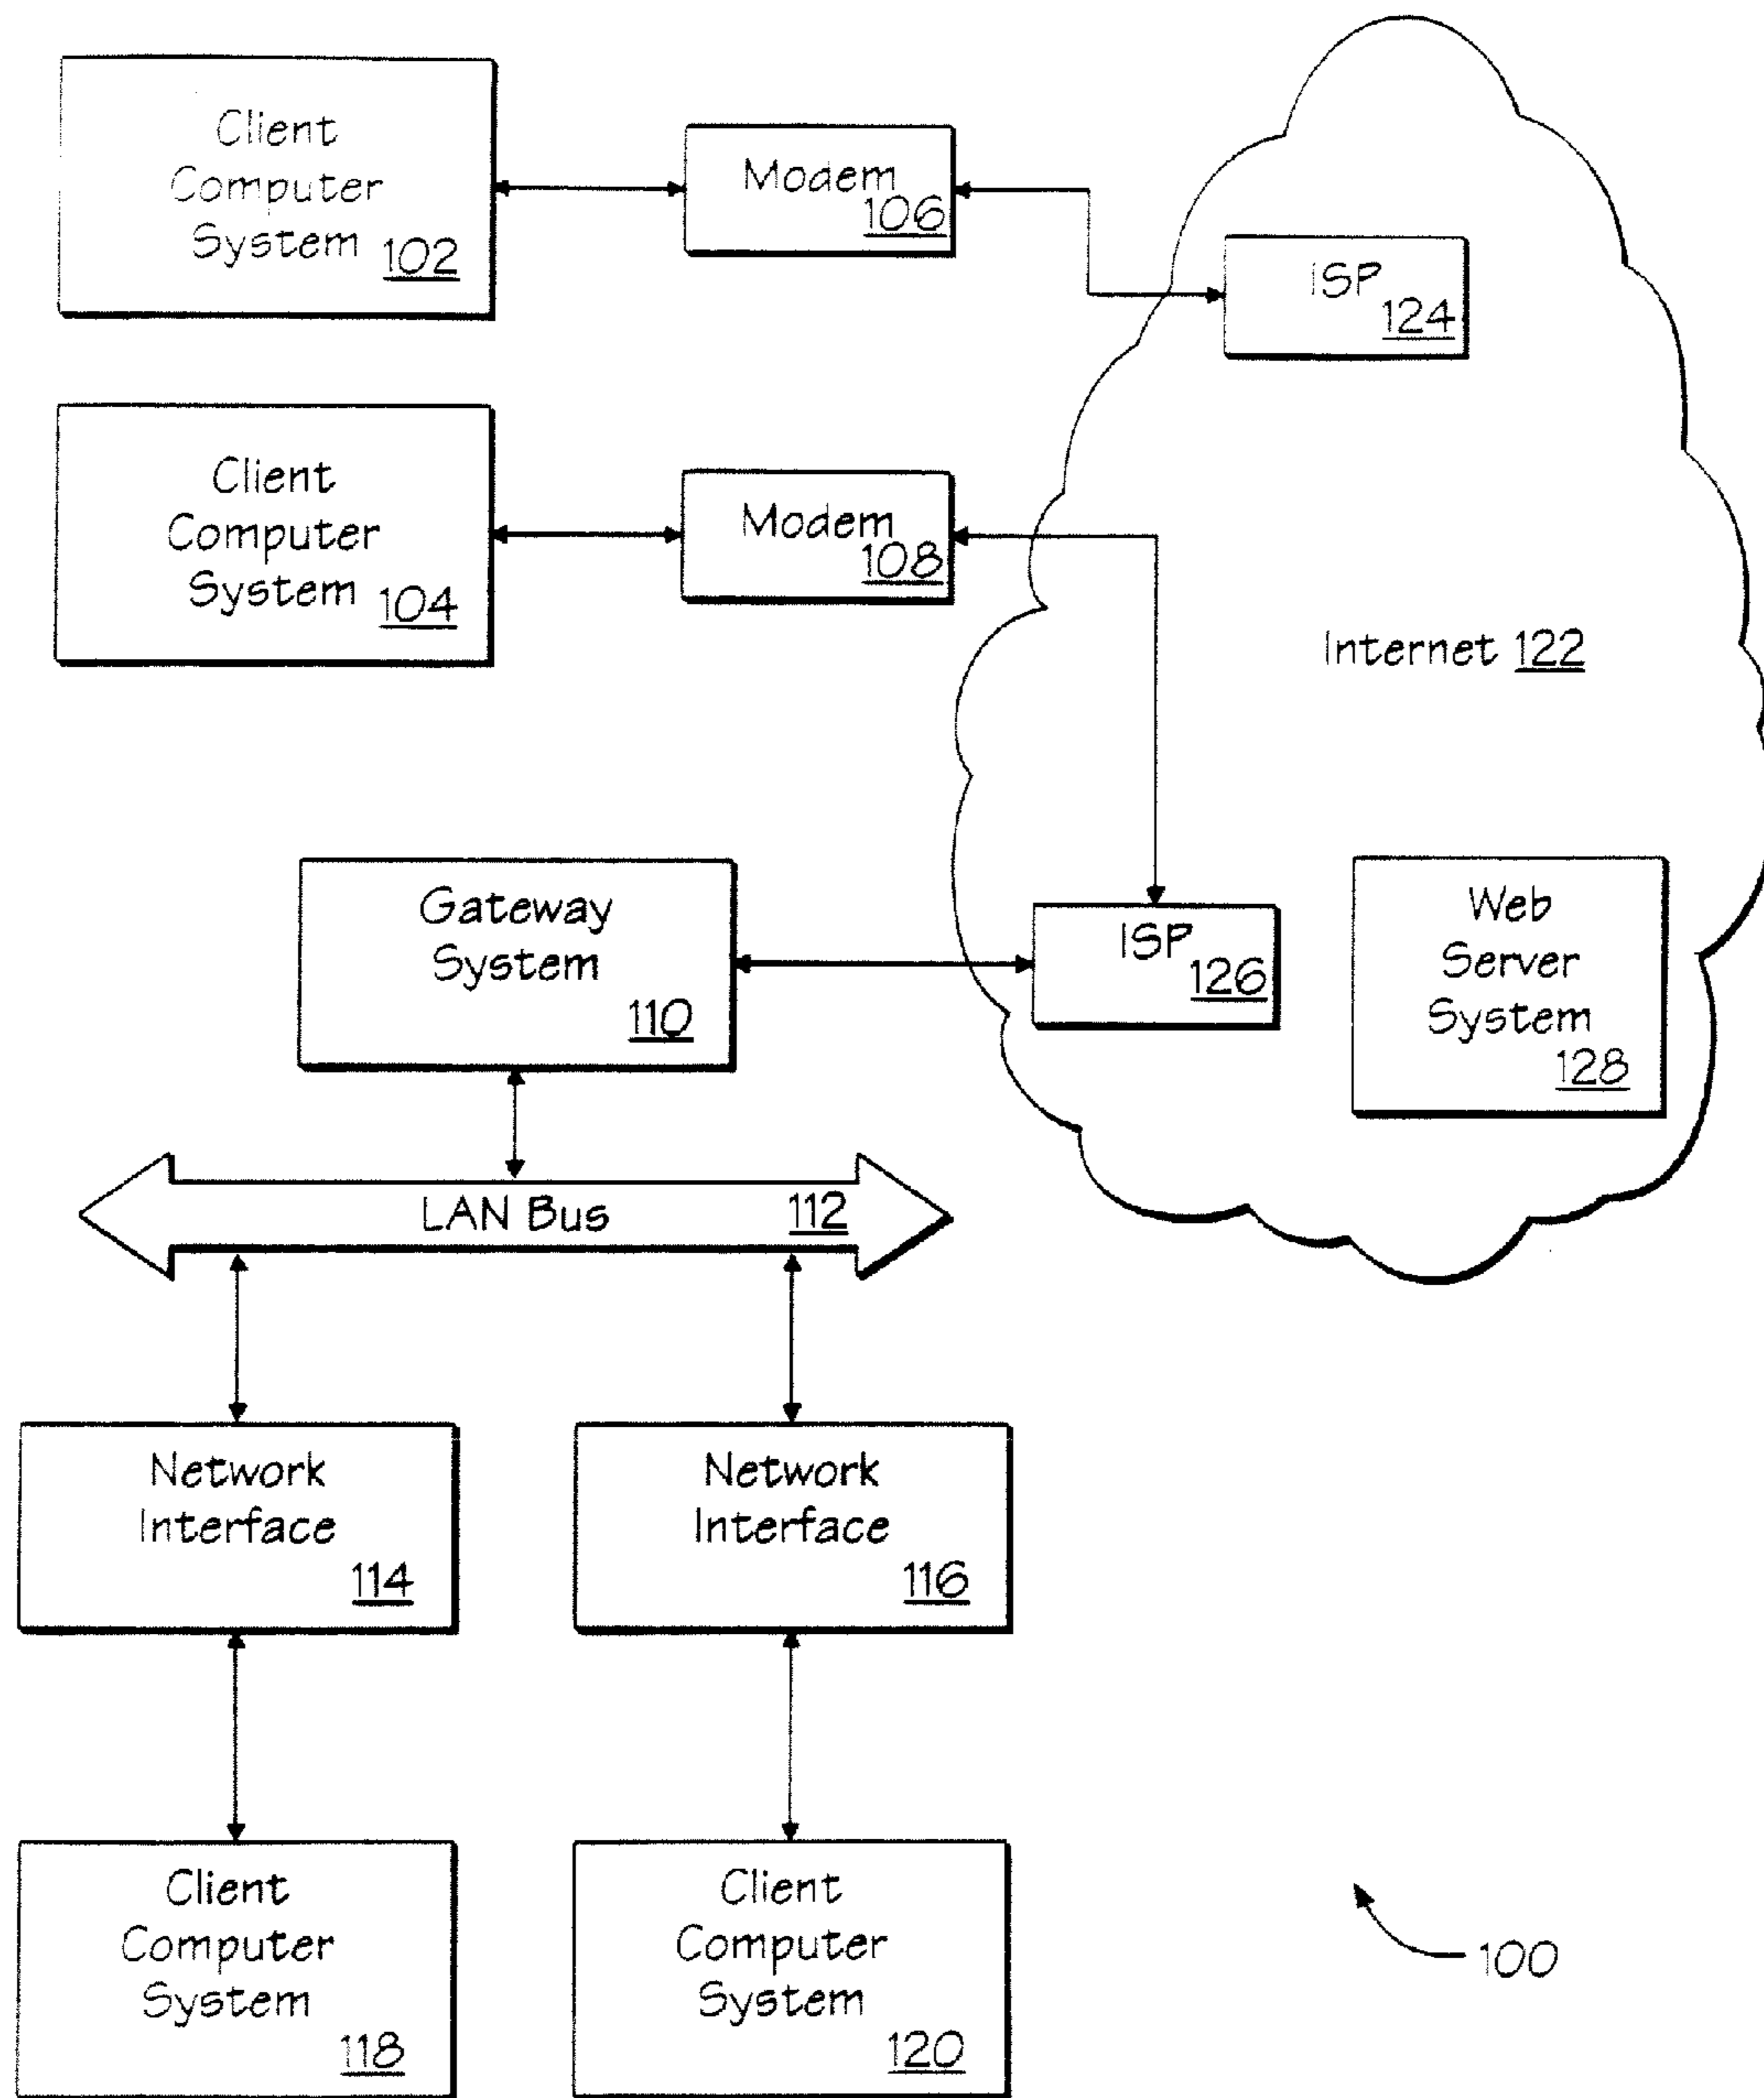 Client
Computer
System 102
Modem
106
ISP
124
Client
Computer
System 104
Modem
108
Internet 122
Gateway
System
110
ISP
126
Web
Server
System
128
LAN Bus 112
Network
Interface
114
Network
Interface
116
Client
Computer
System
118
Client
Computer
System
120
100